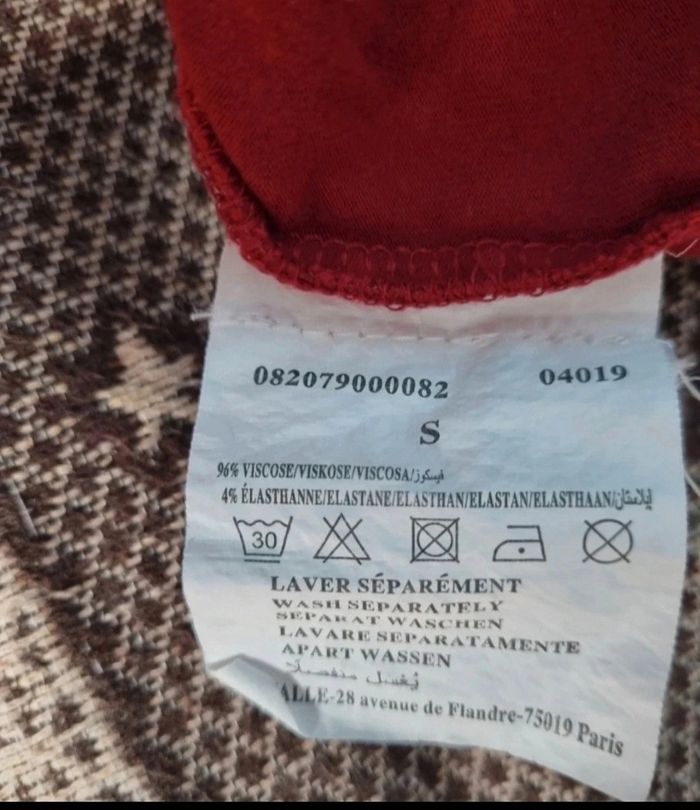 082079000082 04019
S
96% VISCOSE/VISKOSE/VISCOSA/فيسكوز
4% ÉLASTHANNE/ELASTANE/ELASTHAN/ELASTAN/ELASTHAAN/إيلاستان
30
LAVER SÉPARÉMENT
WASH SEPARATELY
SEPARAT WASCHEN
LAVARE SEPARATAMENTE
APART WASSEN
يُغسل منفصلاً
ALLE-28 avenue de Flandre-75019 Paris